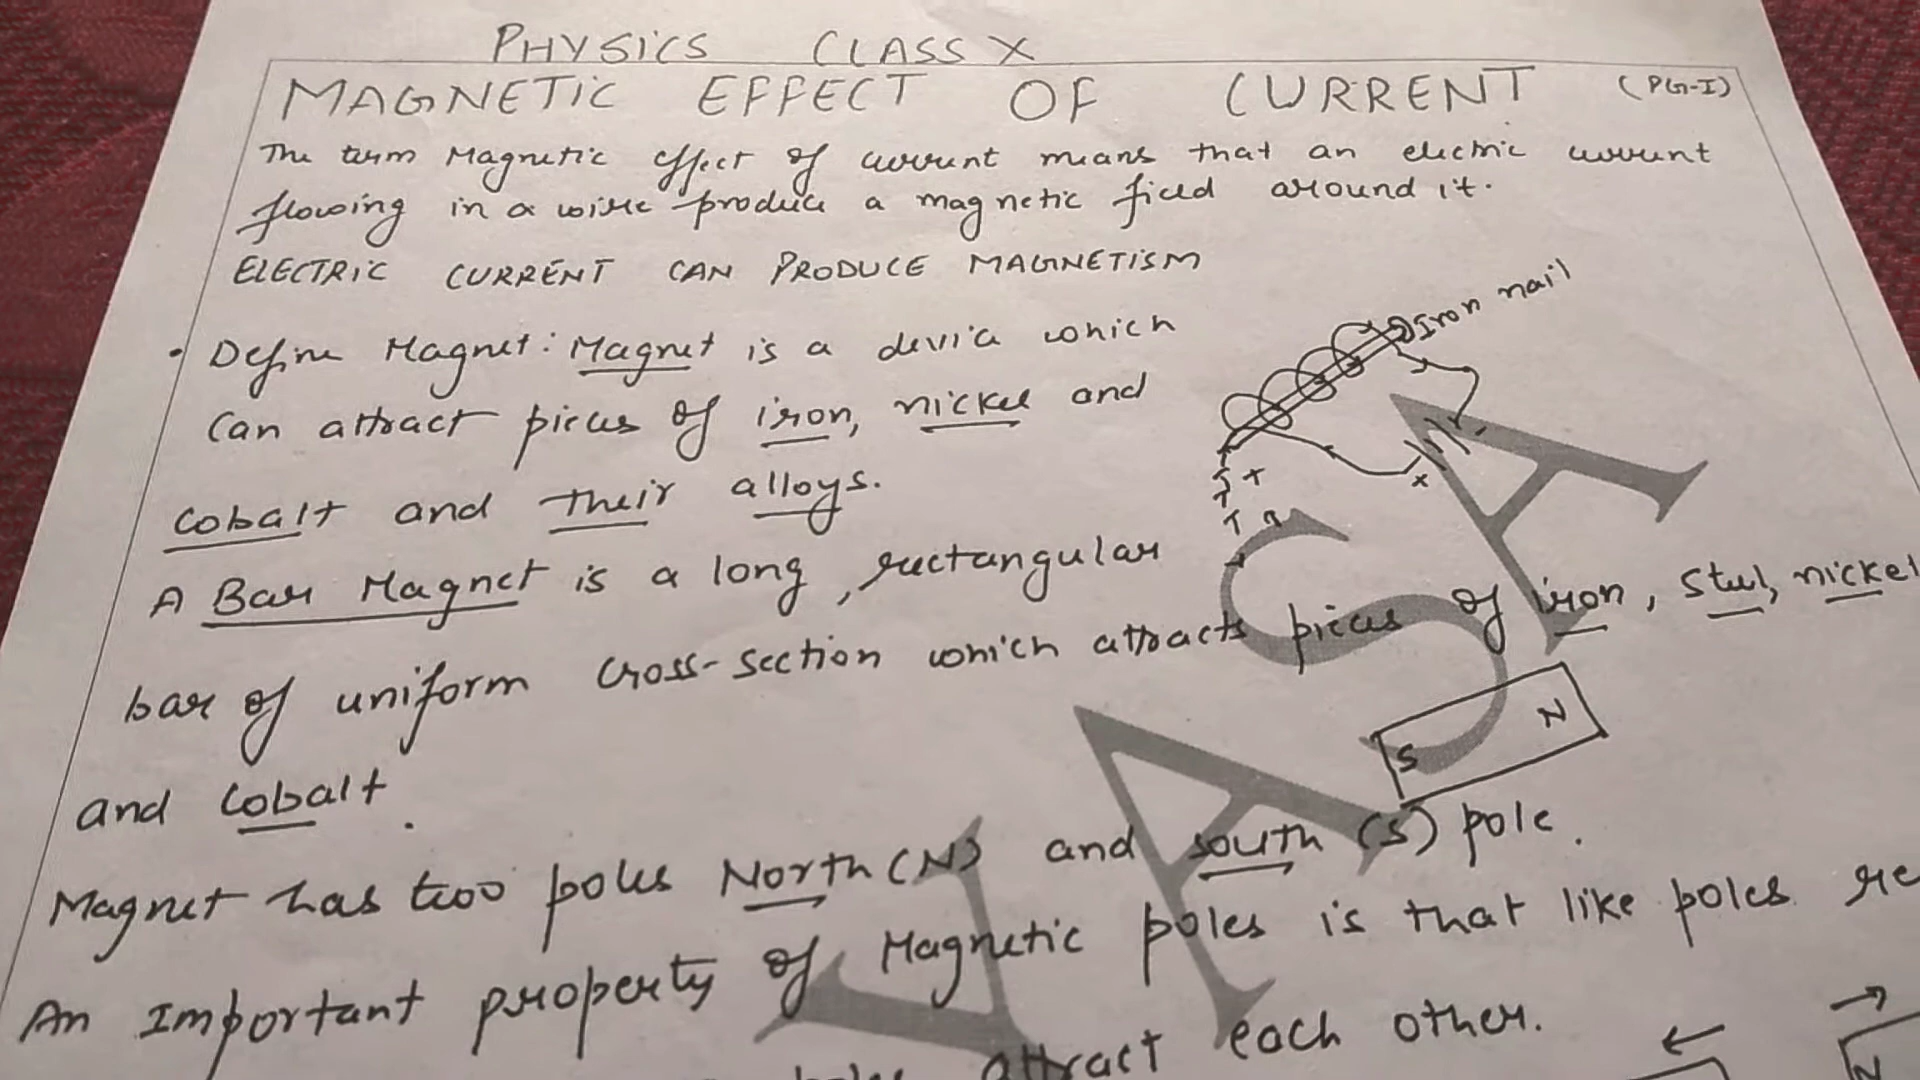 PHYSICS CLASS X
MAGNETIC EFFECT OF CURRENT (PG-I)
The term Magnetic effect of current means that an electric current
flowing in a wire produce a magnetic field around it.
ELECTRIC CURRENT CAN PRODUCE MAGNETISM
• Define Magnet: Magnet is a device which
Iron nail
can attract pieces of iron, nickel and
cobalt and their alloys.
A Bar Magnet is a long, rectangular
bar of uniform cross-section which attracts pieces of iron, steel, nickel
and cobalt.
S N
Magnet has two poles North (N) and south (S) pole.
An Important property of Magnetic poles is that like poles re
poles attract each other.
N